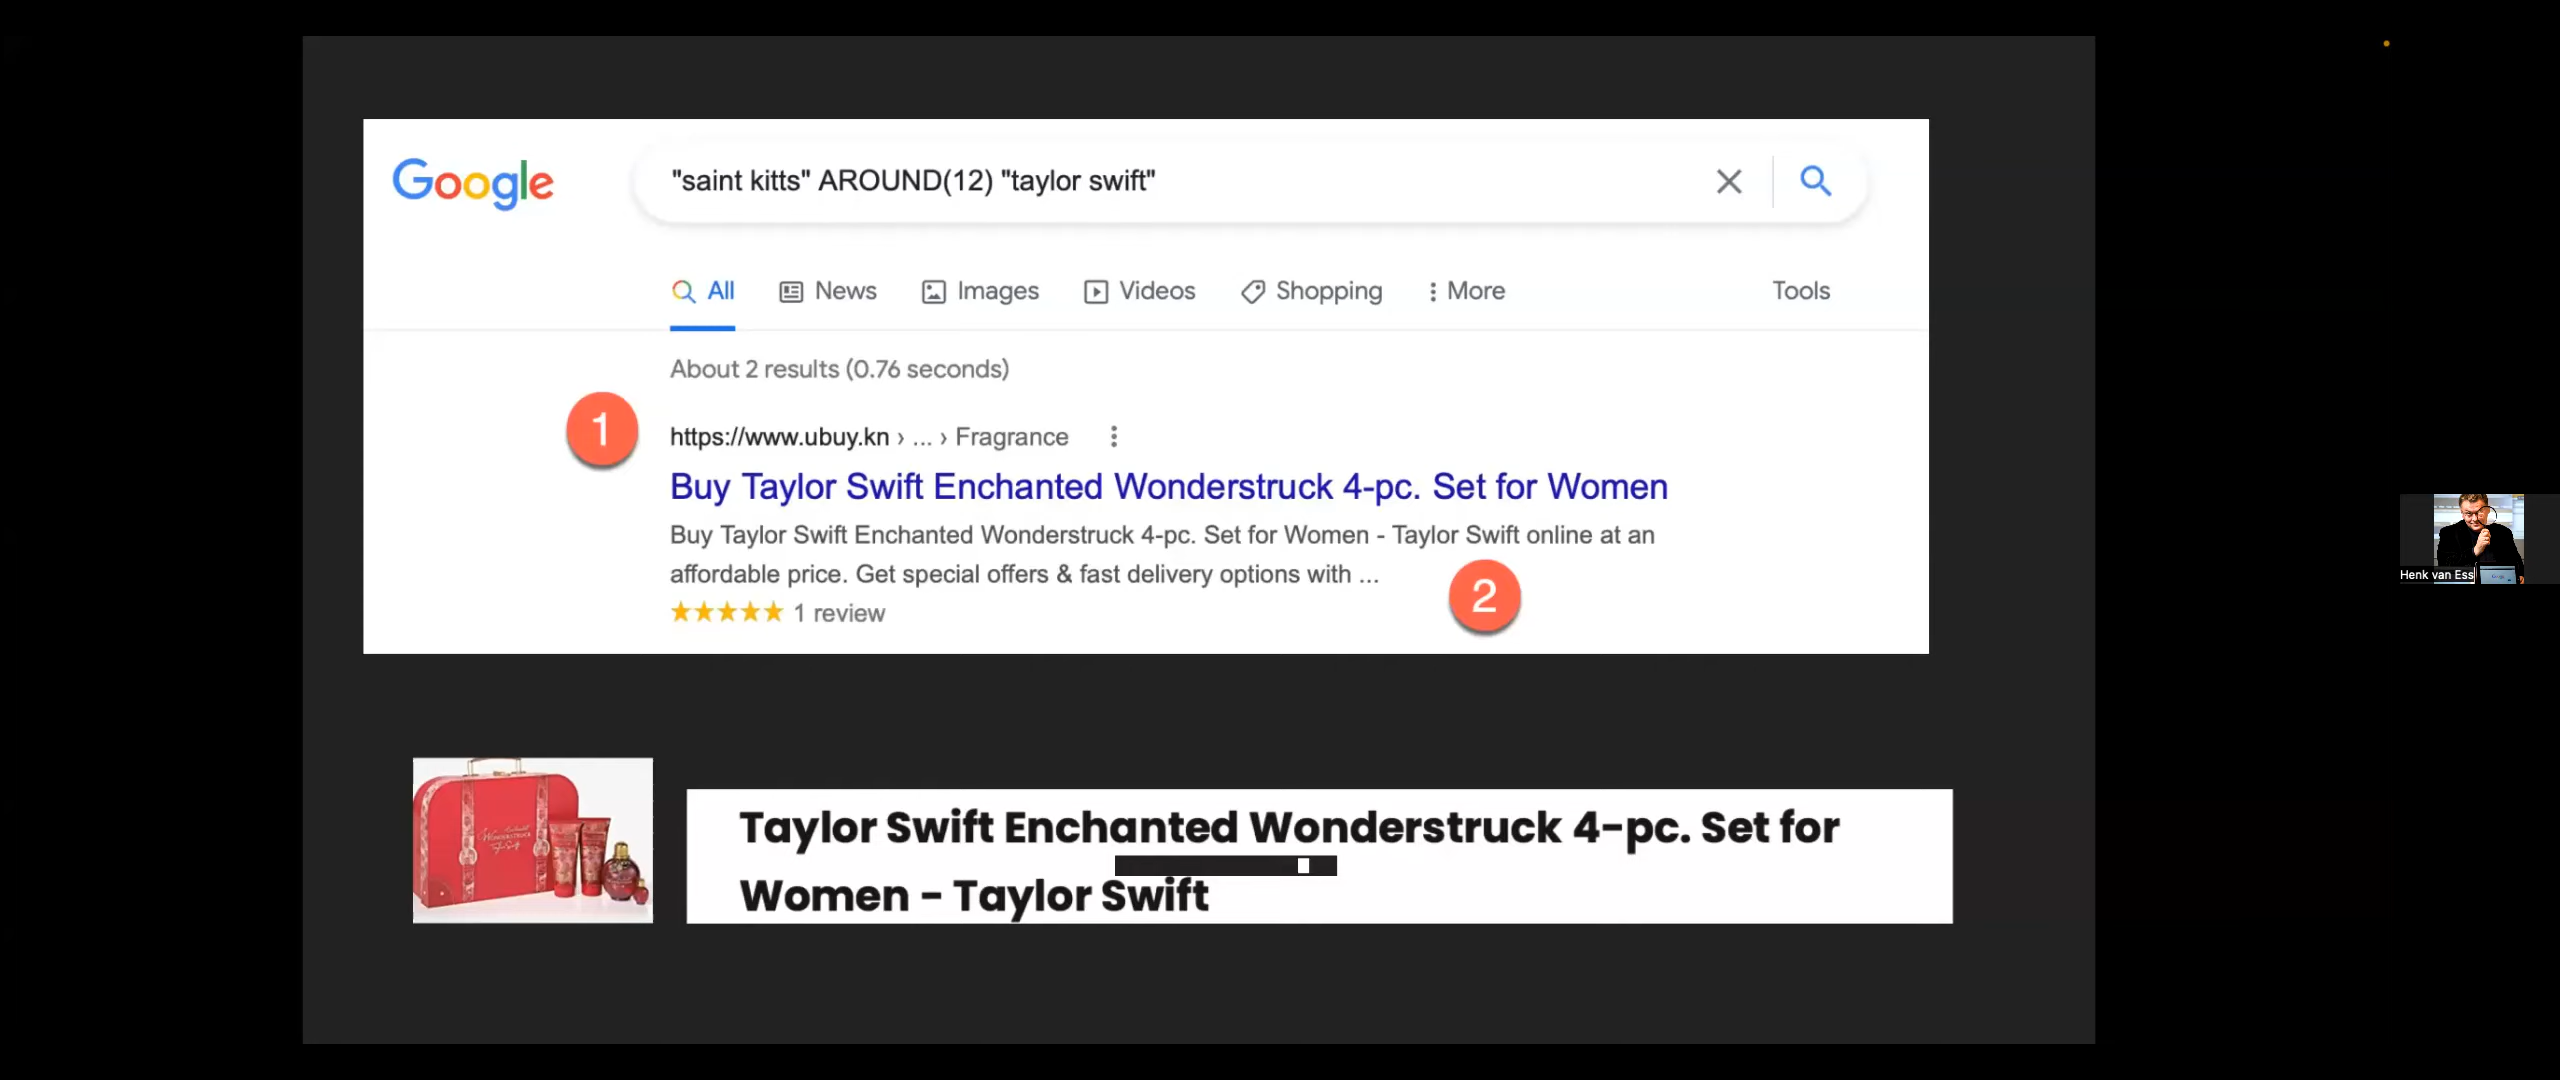 Google
"saint kitts" AROUND(12) "taylor swift"
All News Images Videos Shopping More Tools
About 2 results (0.76 seconds)
1
https://www.ubuy.kn › ... › Fragrance
Buy Taylor Swift Enchanted Wonderstruck 4-pc. Set for Women
Buy Taylor Swift Enchanted Wonderstruck 4-pc. Set for Women - Taylor Swift online at an
affordable price. Get special offers & fast delivery options with ...
2
1 review
Henk van Ess
Taylor Swift Enchanted Wonderstruck 4-pc. Set for
Women - Taylor Swift